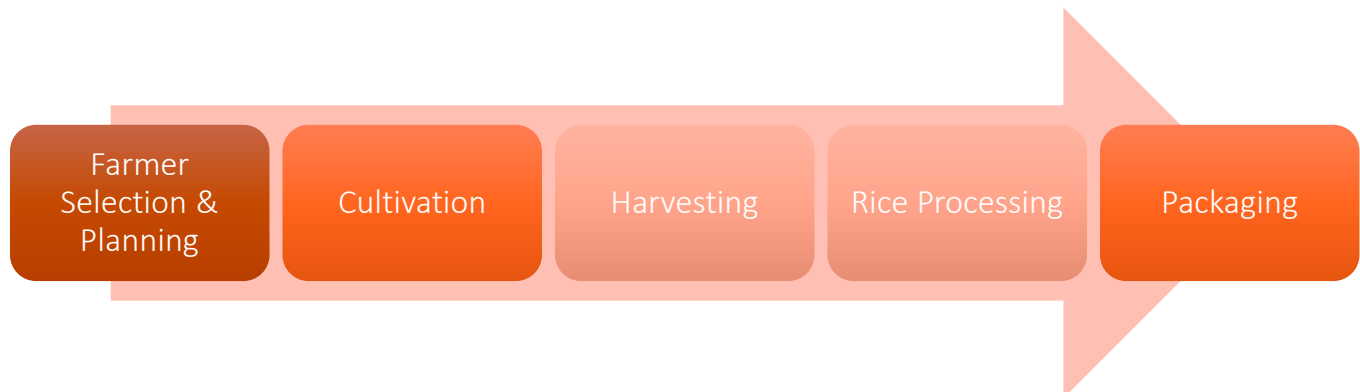 Farmer
Selection &
Planning
Cultivation
Harvesting
Rice Processing
Packaging